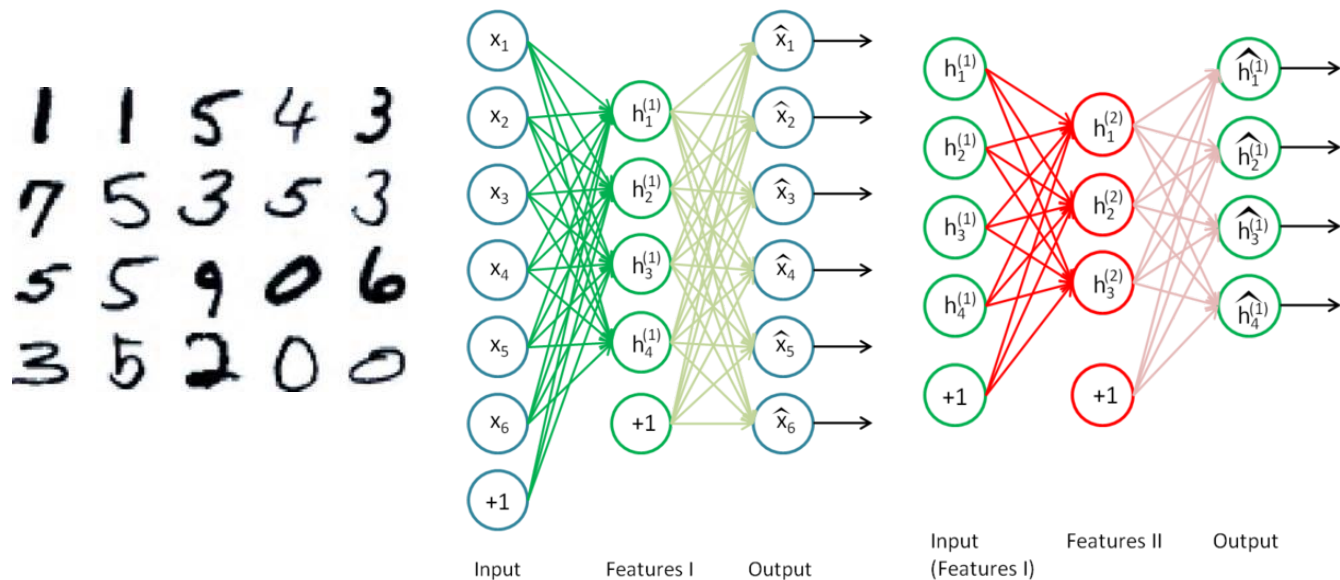 1 1 5 4 3
7 5 3 5 3
5 5 9 0 6
3 5 2 0 0
x₁
x₂
x₃
x₄
x₅
x₆
+1
Input
h₁⁽¹⁾
h₂⁽¹⁾
h₃⁽¹⁾
h₄⁽¹⁾
+1
Features I
x̂₁
x̂₂
x̂₃
x̂₄
x̂₅
x̂₆
Output
h₁⁽¹⁾
h₂⁽¹⁾
h₃⁽¹⁾
h₄⁽¹⁾
+1
Input
(Features I)
h₁⁽²⁾
h₂⁽²⁾
h₃⁽²⁾
+1
Features II
ĥ₁⁽¹⁾
ĥ₂⁽¹⁾
ĥ₃⁽¹⁾
ĥ₄⁽¹⁾
Output